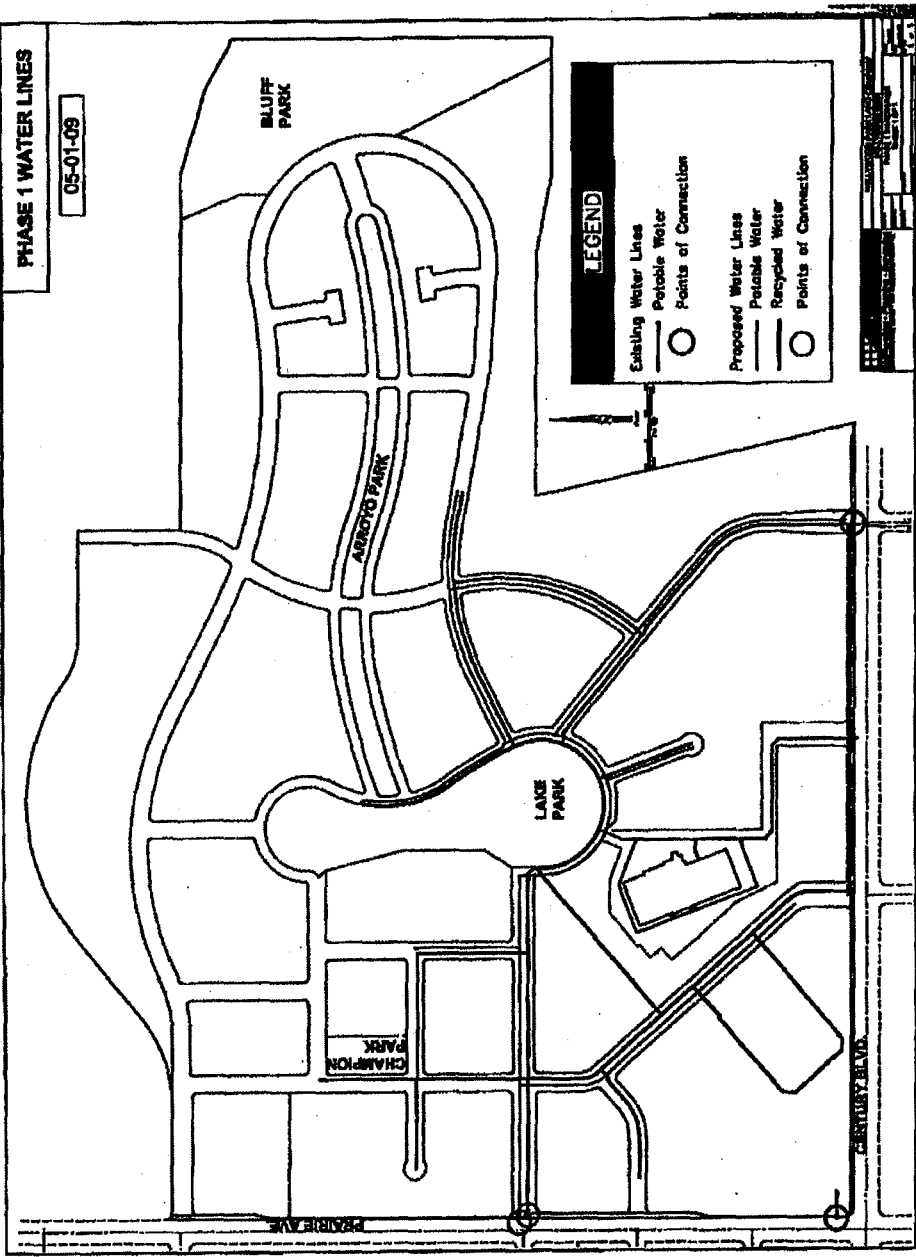 PHASE 1 WATER LINES
05-01-09
BLUFF
PARK
ARROYO PARK
LAKE
PARK
CHAMPION
PARK
PRAIRIE AVE
CENTURY BLVD.
LEGEND
Existing Water Lines
Potable Water
Points of Connection
Proposed Water Lines
Potable Water
Recycled Water
Points of Connection